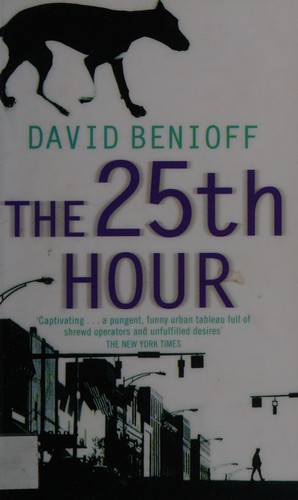 DAVID BENIOFF
THE 25th
HOUR
'Captivating . . . a pungent, funny urban tableau full of
shrewd operators and unfulfilled desires'
THE NEW YORK TIMES